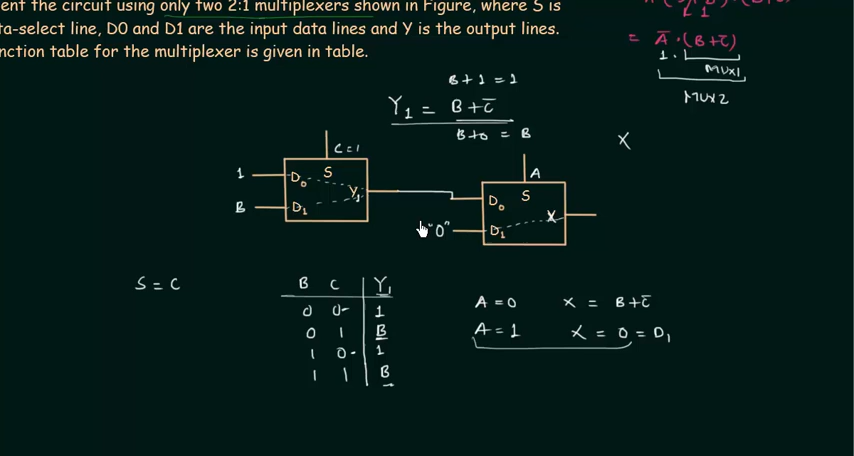 ent the circuit using only two 2:1 multiplexers shown in Figure, where S is
ta-select line, D0 and D1 are the input data lines and Y is the output lines.
nction table for the multiplexer is given in table.
1
= A̅ · (B+C̅)
1 ·
MUX1
MUX2
B+1 = 1
Y₁ = B+C̅
B+0 = B
X
C=1
1 D₀ S
Y₁
B D₁
A
D₀ S
X
"0" D₁
S = C
B C Y₁
0 0 1
0 1 B
1 0 1
1 1 B
A = 0 X = B+C̅
A = 1 X = 0 = D₁